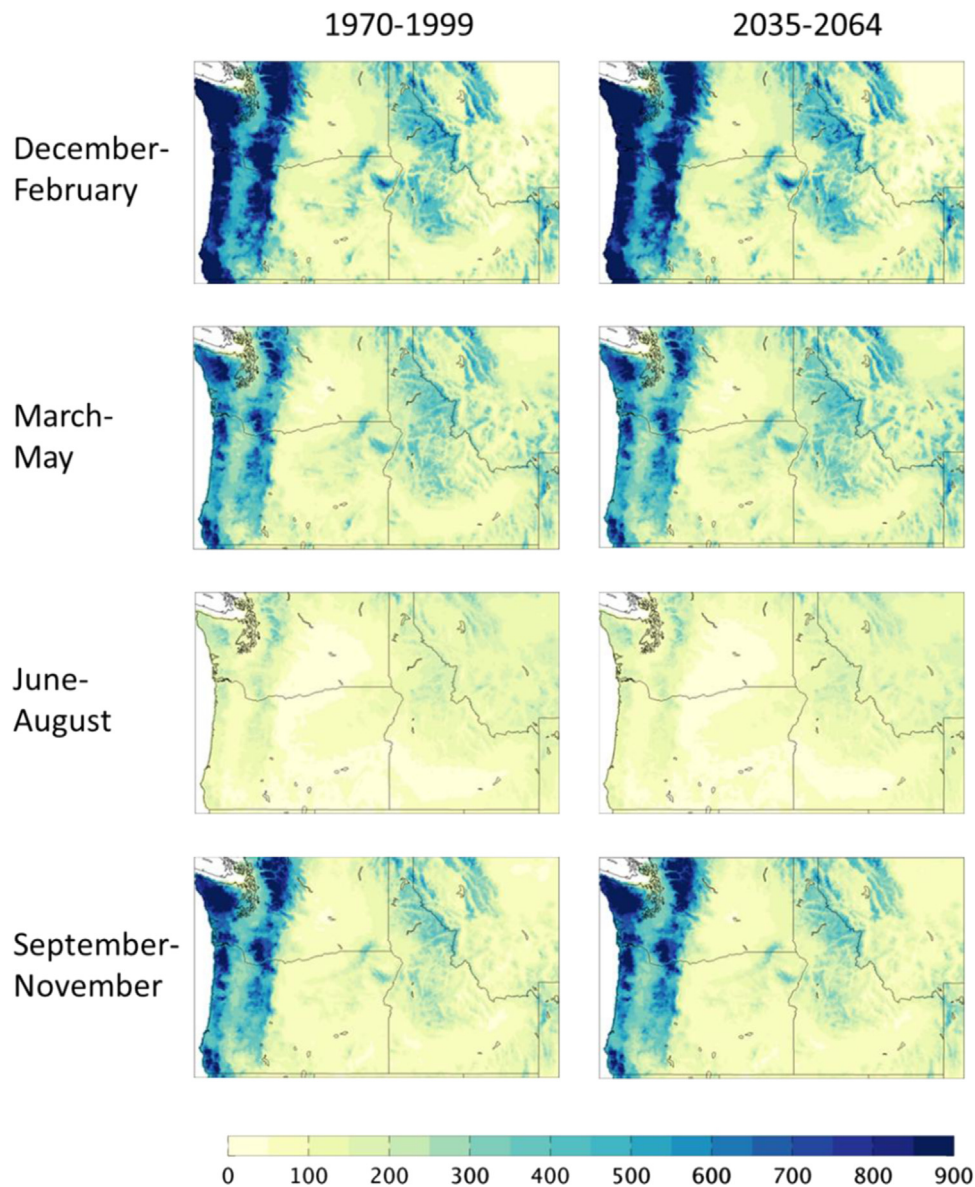 1970-1999 2035-2064
December-
February
March-
May
June-
August
September-
November
0 100 200 300 400 500 600 700 800 900